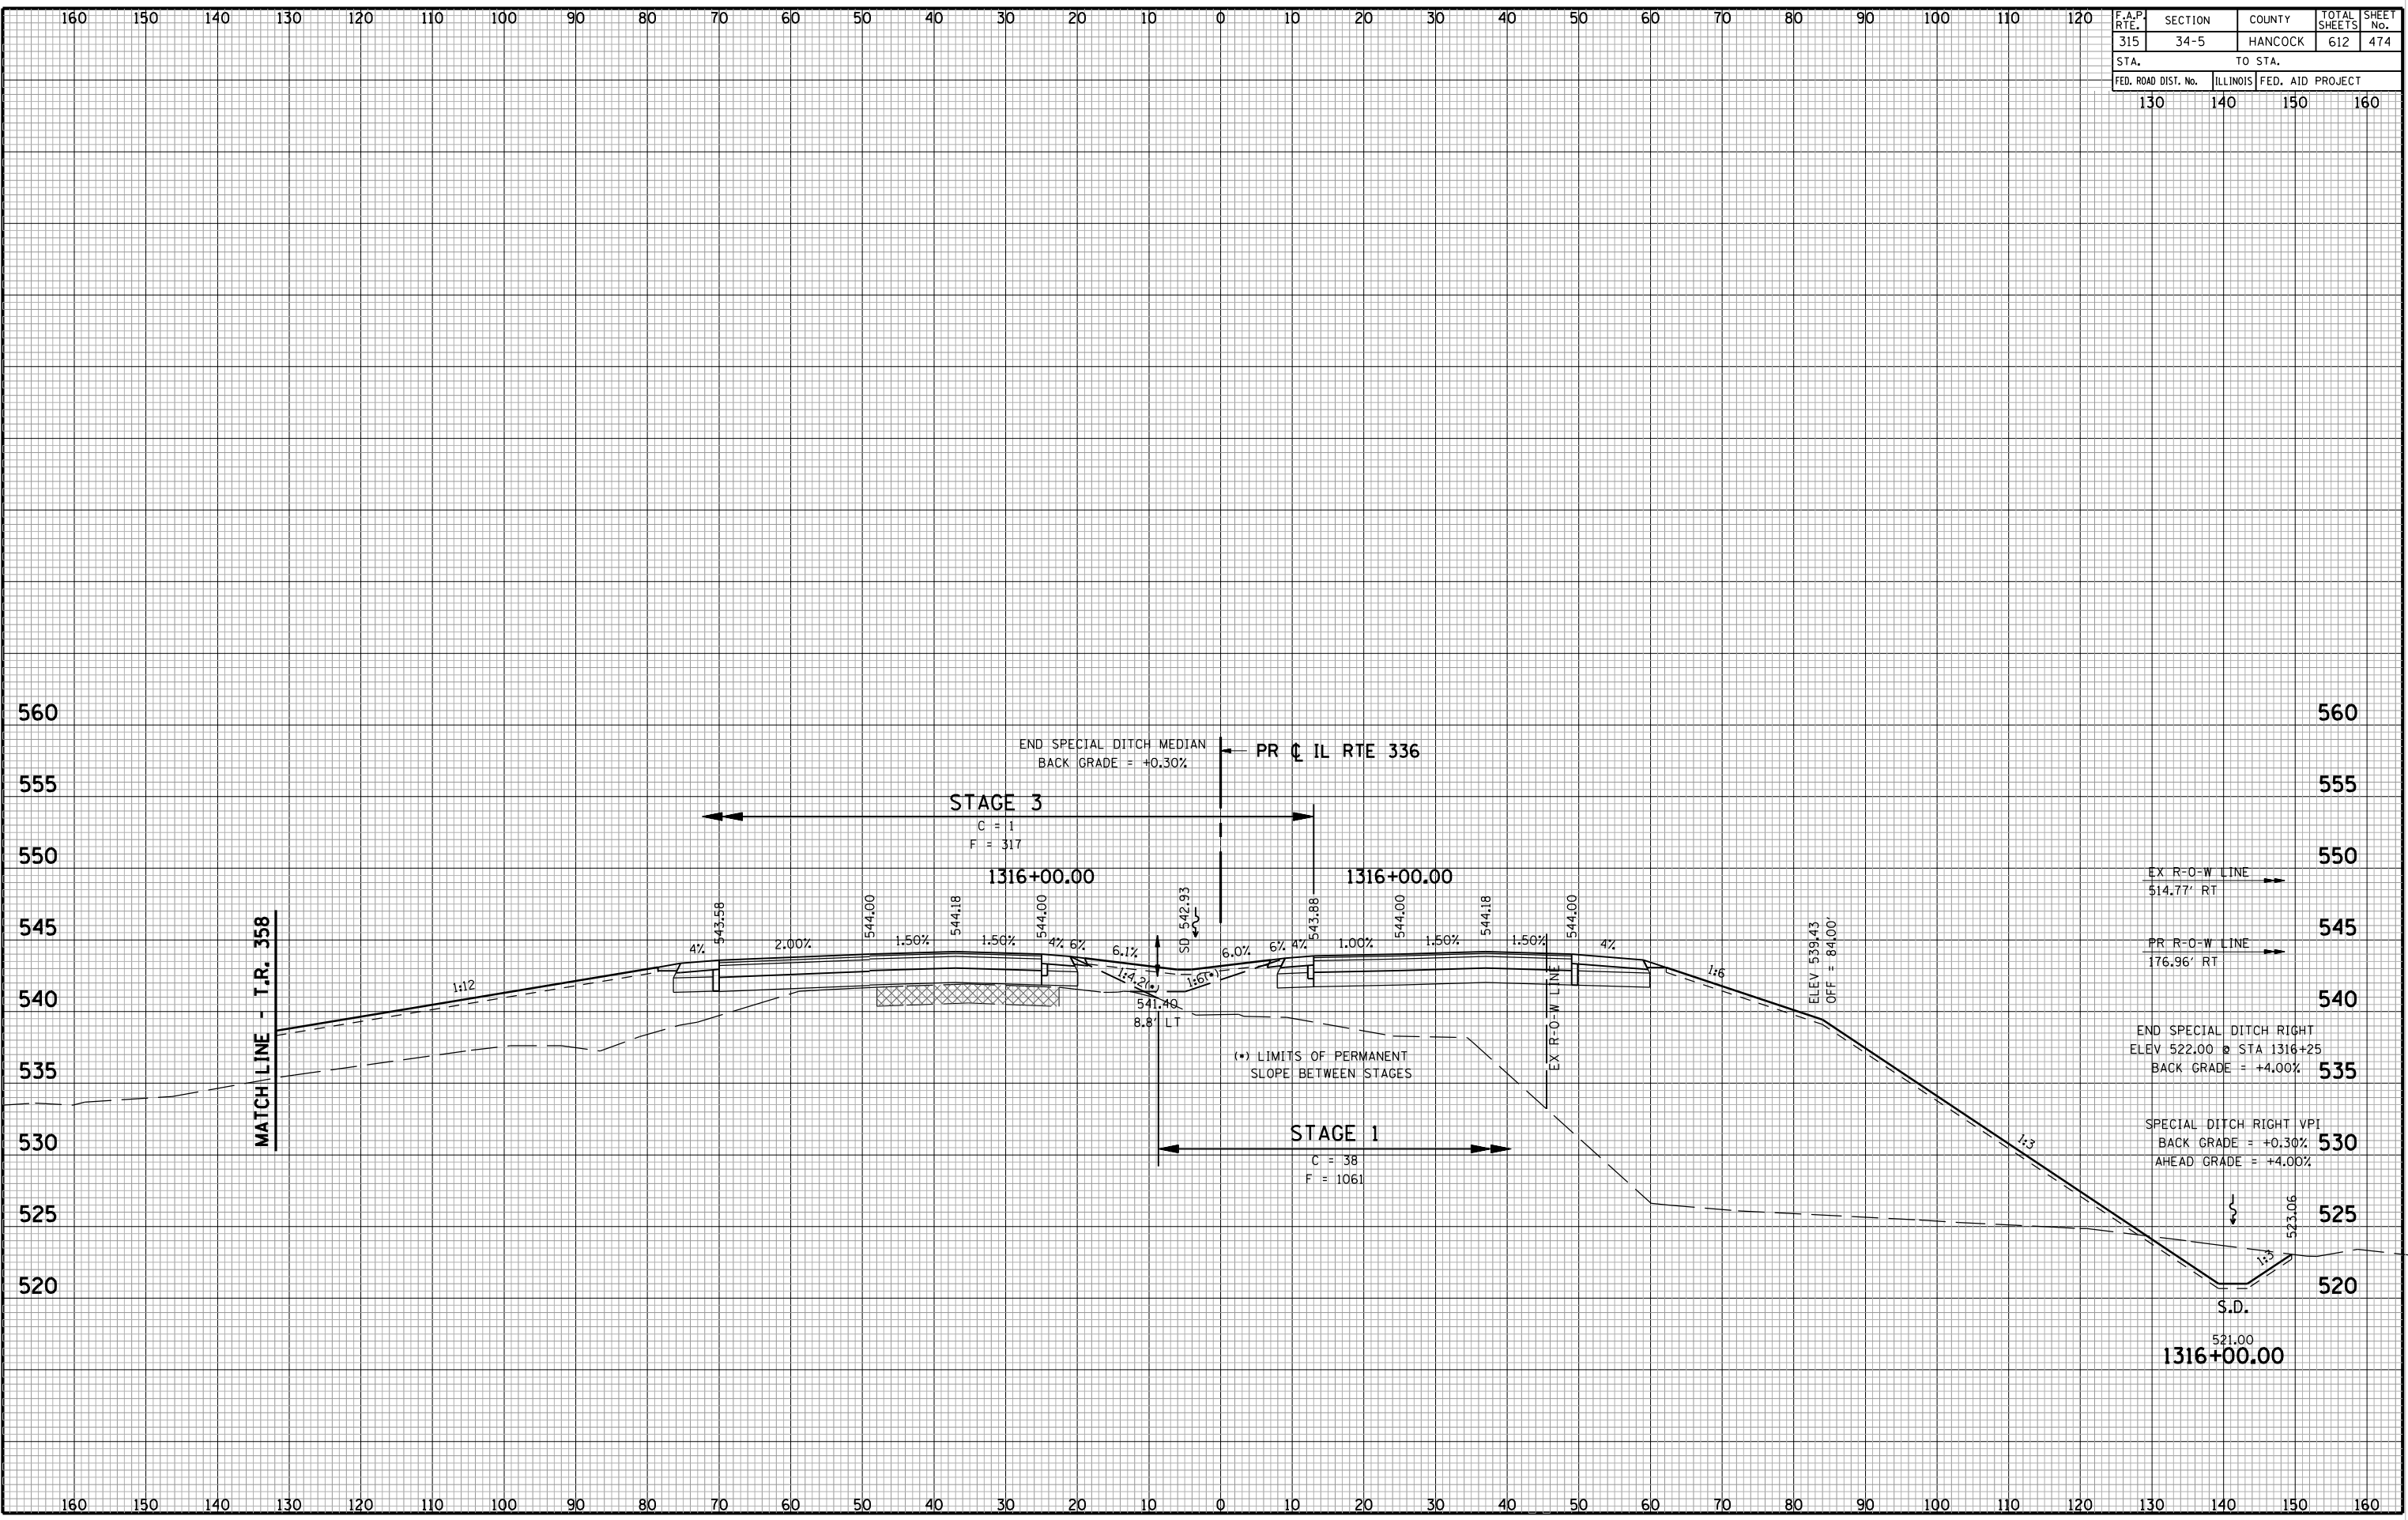 160 150 140 130 120 110 100 90 80 70 60 50 40 30 20 10 0 10 20 30 40 50 60 70 80 90 100 110 120
F.A.P. RTE. SECTION COUNTY TOTAL SHEETS SHEET No.
315 34-5 HANCOCK 612 474
STA. TO STA.
FED. ROAD DIST. No. ILLINOIS FED. AID PROJECT
130 140 150 160
560 560
END SPECIAL DITCH MEDIAN
BACK GRADE = +0.30%
PR ℄ IL RTE 336
555 555
STAGE 3
C = 1
F = 317
550 550
1316+00.00 1316+00.00
EX R-O-W LINE
514.77' RT
545 545
543.58 544.00 544.18 544.00 SD 542.93 543.88 544.00 544.18 544.00
4% 2.00% 1.50% 1.50% 4% 6% 6.1% 6.0% 6% 4% 1.00% 1.50% 1.50% 4%
PR R-O-W LINE
176.96' RT
ELEV 539.43
OFF = 84.00'
MATCH LINE - T.R. 358
1:12 1:4.2(•) 1:6(•) 1:6
540 540
541.40
8.8' LT
EX R-O-W LINE
(•) LIMITS OF PERMANENT
SLOPE BETWEEN STAGES
END SPECIAL DITCH RIGHT
ELEV 522.00 @ STA 1316+25
BACK GRADE = +4.00%
535 535
STAGE 1
C = 38
F = 1061
530 530
1:3
SPECIAL DITCH RIGHT VPI
BACK GRADE = +0.30%
AHEAD GRADE = +4.00%
525 525
523.06
1:3
520 520
S.D.
521.00
1316+00.00
160 150 140 130 120 110 100 90 80 70 60 50 40 30 20 10 0 10 20 30 40 50 60 70 80 90 100 110 120 130 140 150 160